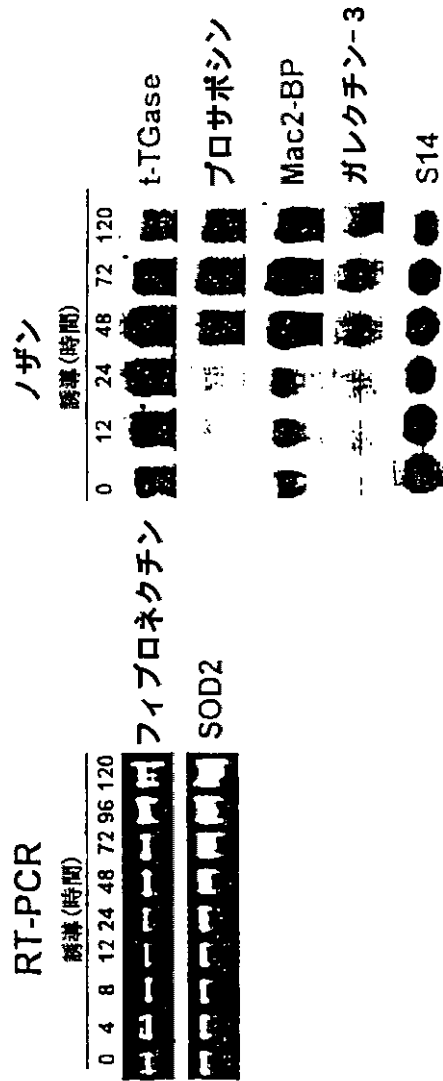 RT-PCR
誘導(時間)
0 4 8 12 24 48 72 96 120
フィブロネクチン
SOD2
ノザン
誘導(時間)
0 12 24 48 72 120
t-TGase
プロサポシン
Mac2-BP
ガレクチン-3
S14